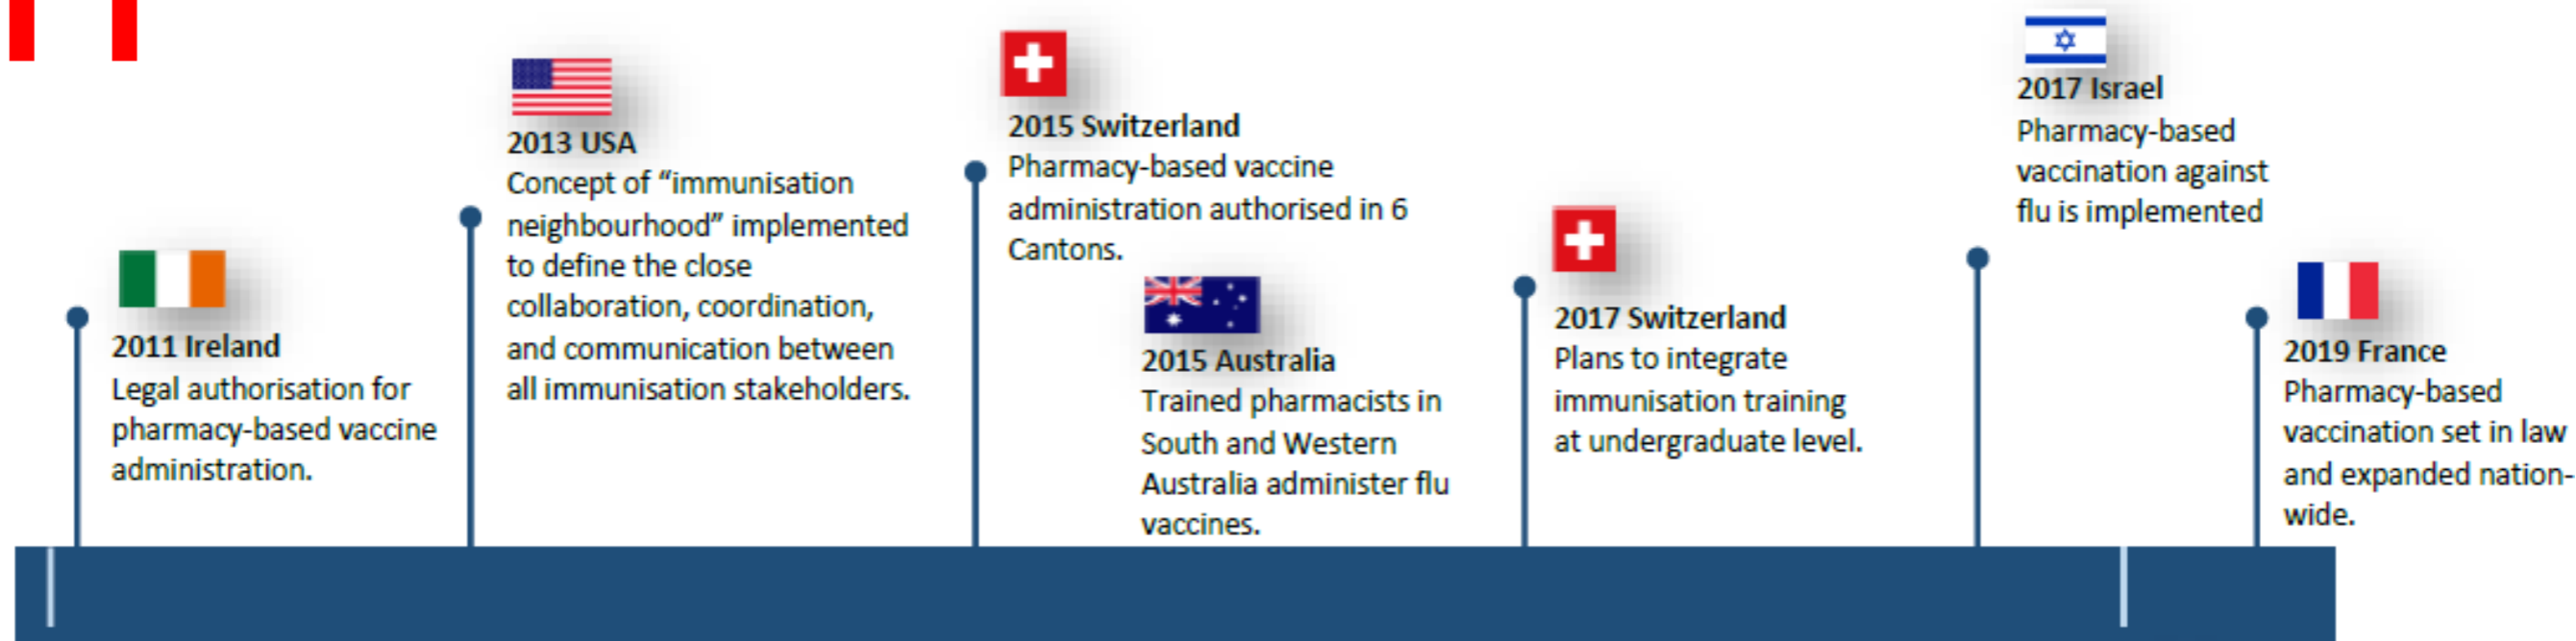 2011 Ireland
Legal authorisation for
pharmacy-based vaccine
administration.
2013 USA
Concept of “immunisation
neighbourhood” implemented
to define the close
collaboration, coordination,
and communication between
all immunisation stakeholders.
2015 Switzerland
Pharmacy-based vaccine
administration authorised in 6
Cantons.
2015 Australia
Trained pharmacists in
South and Western
Australia administer flu
vaccines.
2017 Switzerland
Plans to integrate
immunisation training
at undergraduate level.
2017 Israel
Pharmacy-based
vaccination against
flu is implemented
2019 France
Pharmacy-based
vaccination set in law
and expanded nation-
wide.